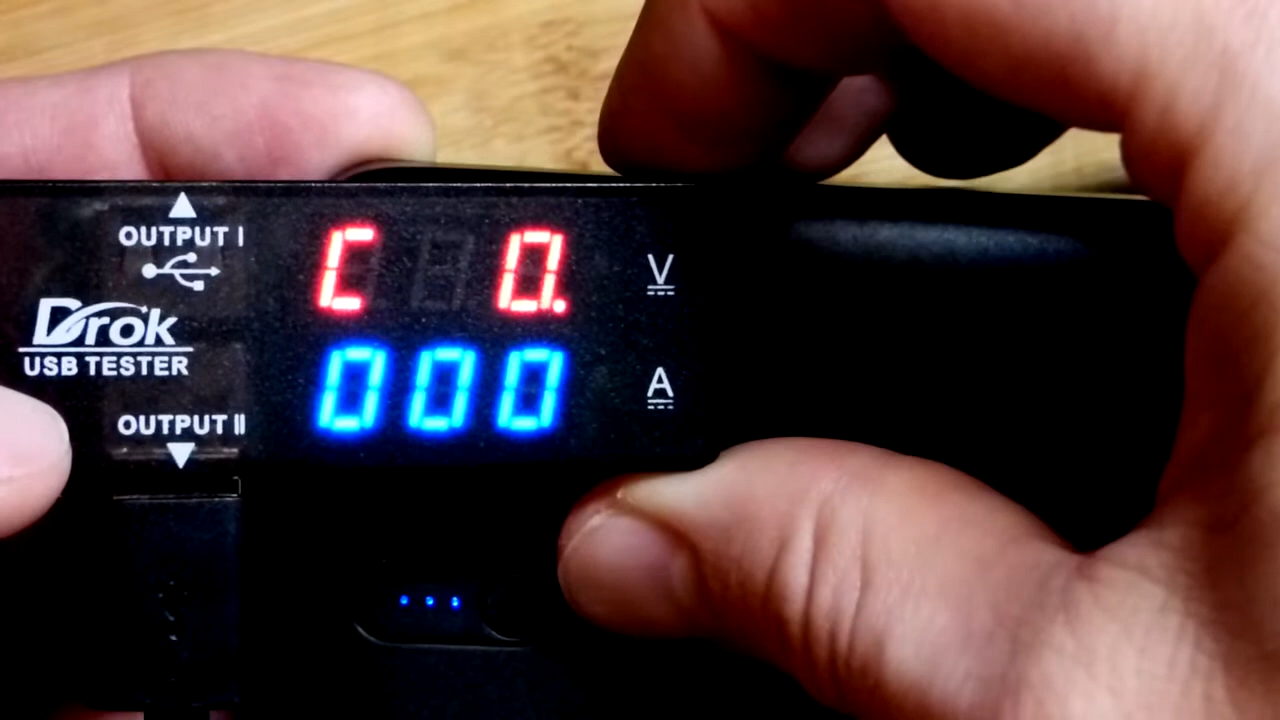 OUTPUT I
C 0. V
Drok
USB TESTER
000 A
OUTPUT II